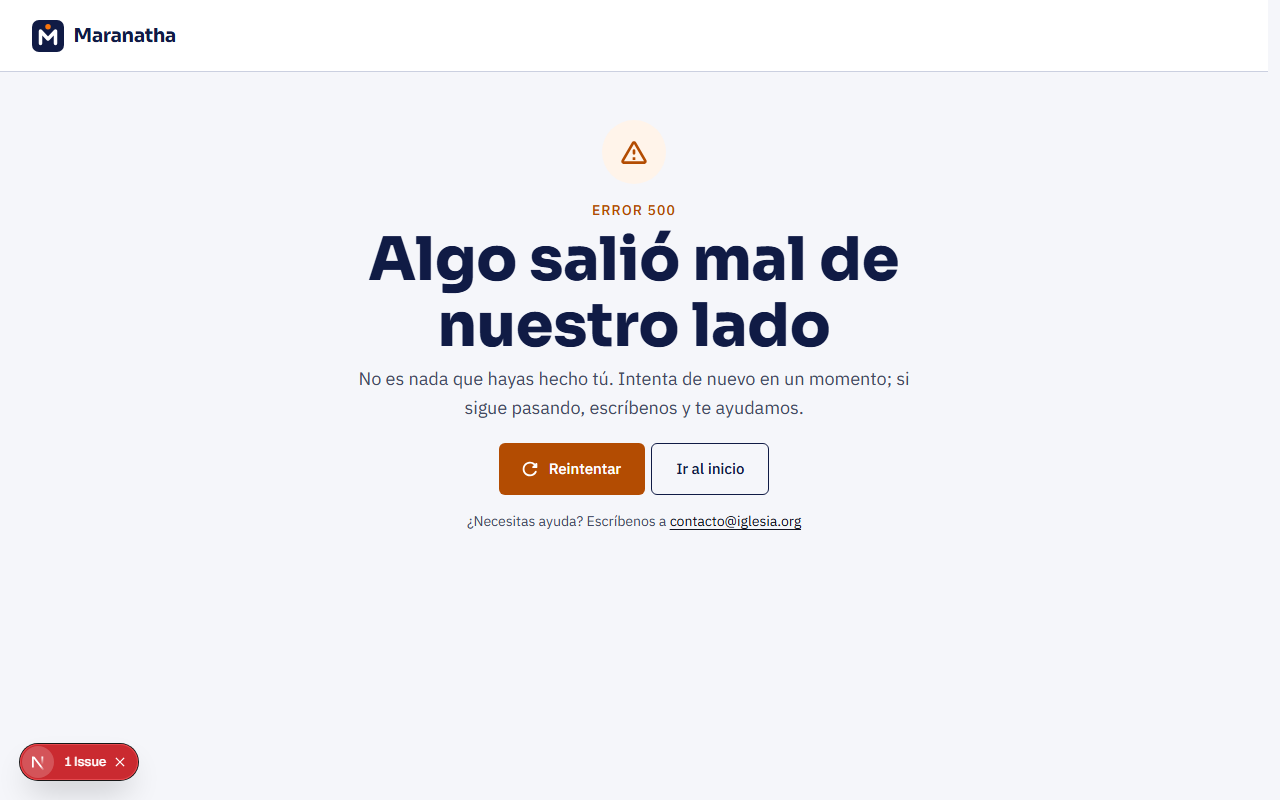 Maranatha
ERROR 500
Algo salió mal de
nuestro lado
No es nada que hayas hecho tú. Intenta de nuevo en un momento; si
sigue pasando, escríbenos y te ayudamos.
Reintentar
Ir al inicio
¿Necesitas ayuda? Escríbenos a contacto@iglesia.org
N 1 Issue